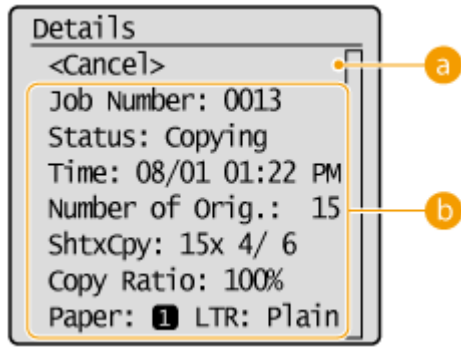 Details
<Cancel>
a
Job Number: 0013
Status: Copying
Time: 08/01 01:22 PM
Number of Orig.: 15
b
ShtxCpy: 15x 4/ 6
Copy Ratio: 100%
Paper: 1 LTR: Plain